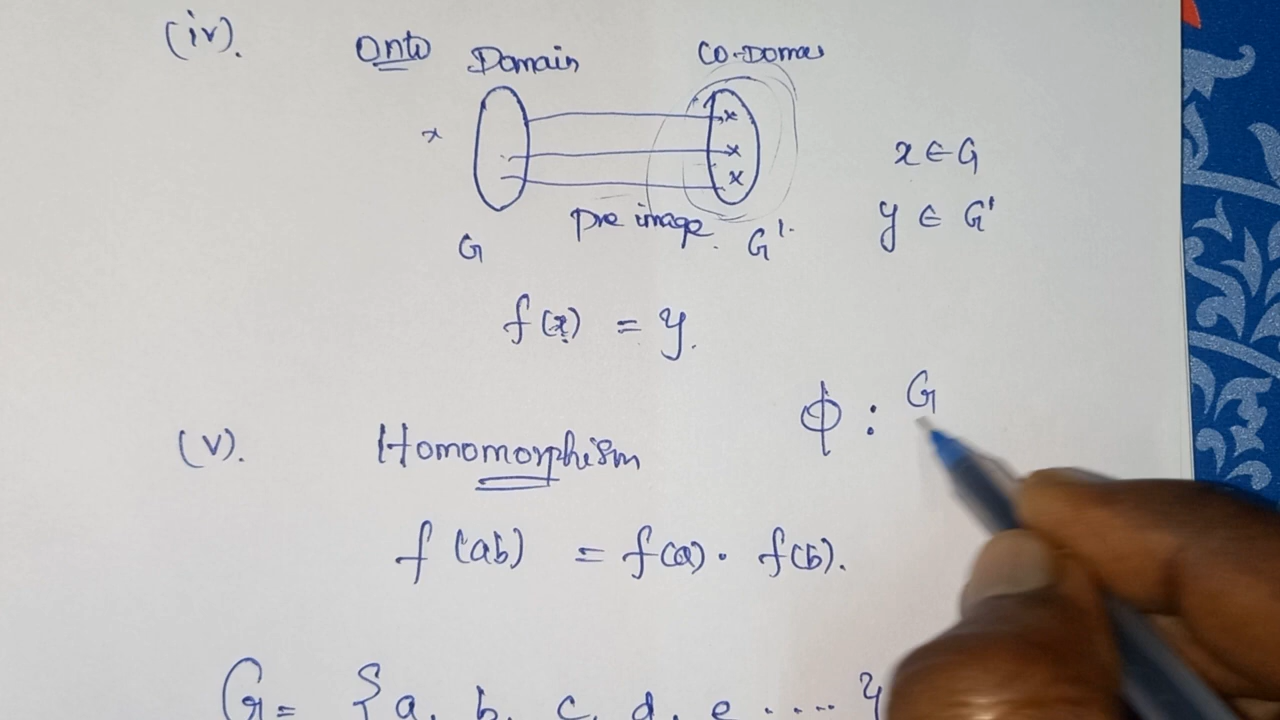 (iv). Onto Domain Co-Domai
x x x x x ∈ G
Pre image. G G'. y ∈ G'
f(x) = y.
φ : G
(v). Homomorphism
f(ab) = f(a) . f(b).
G = {a, b, c, d, e ..... }